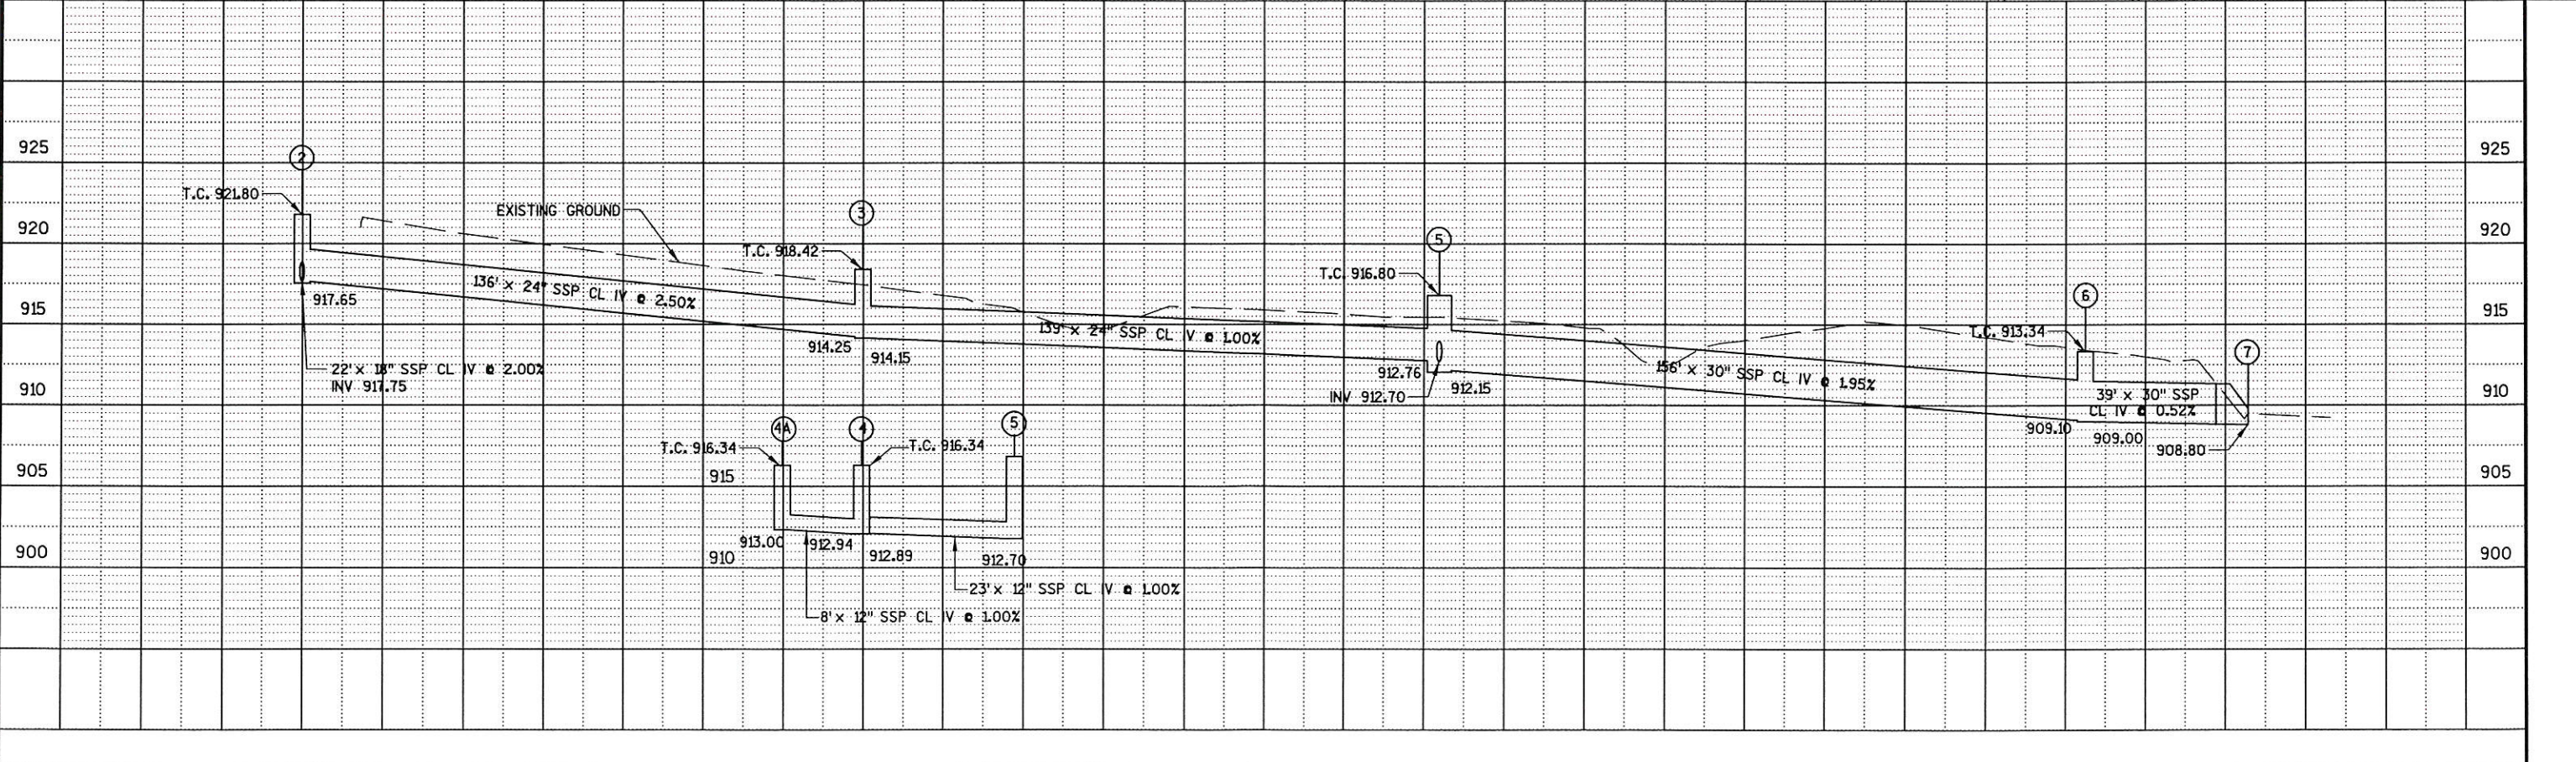 925
925
2
T.C. 921.80
EXISTING GROUND
3
920
920
5
T.C. 918.42
T.C. 916.80
136' x 24" SSP CL IV @ 2.50%
917.65
6
915
915
139' x 24" SSP CL IV @ 1.00%
T.C. 913.34
914.25
914.15
7
22' x 18" SSP CL IV @ 2.00%
INV 917.75
912.76
912.15
INV 912.70
156' x 30" SSP CL IV @ 1.95%
910
910
39' x 30" SSP
CL IV @ 0.52%
909.10
909.00
908.80
4A
4
5
T.C. 916.34
T.C. 916.34
905
915
905
913.00
912.94
912.89
912.70
900
910
900
23' x 12" SSP CL IV @ 1.00%
8' x 12" SSP CL IV @ 1.00%